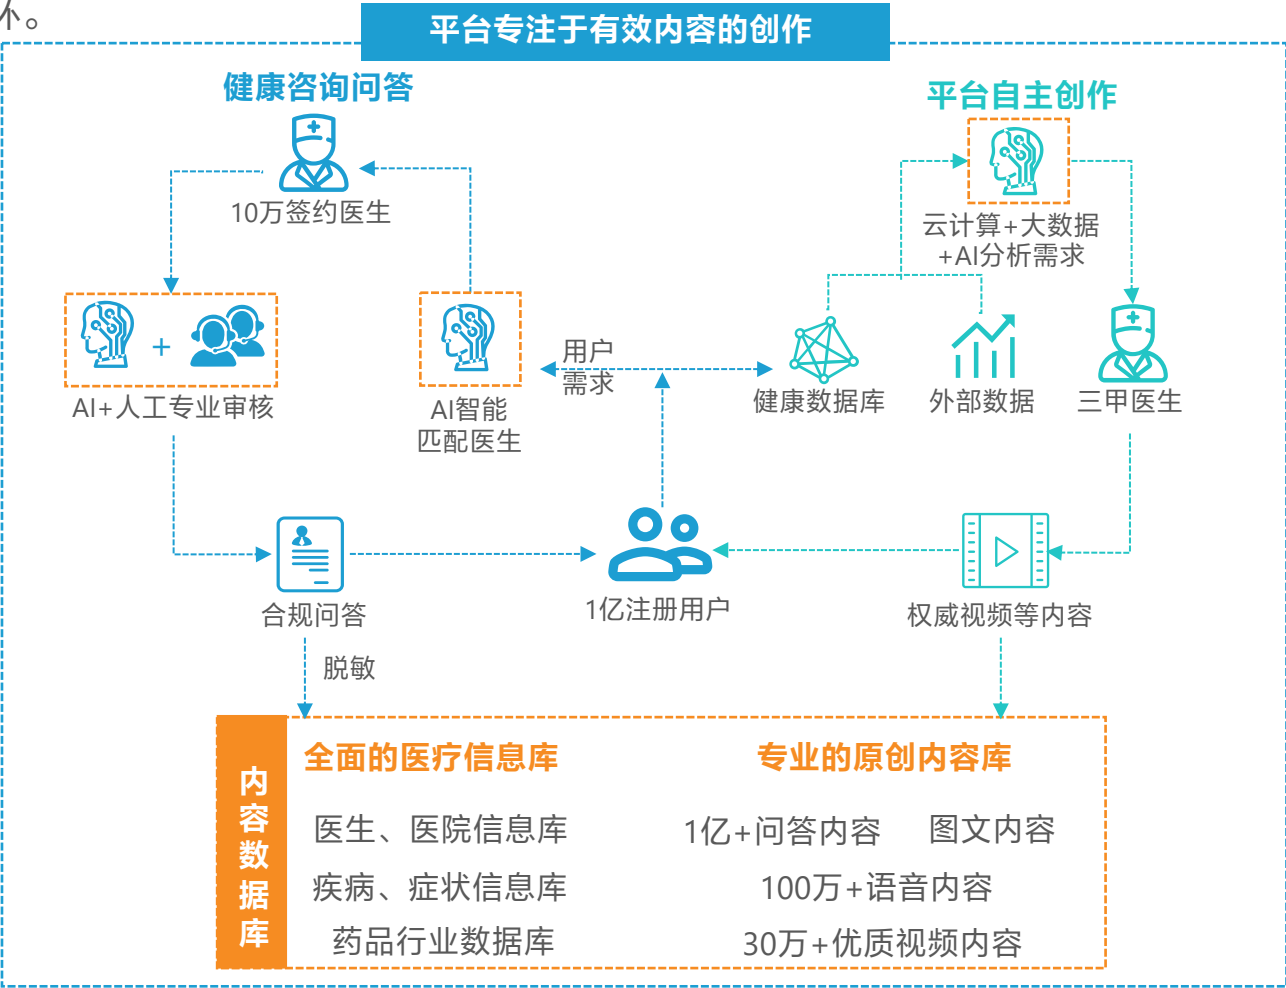 平台专注于有效内容的创作
健康咨询问答
平台自主创作
10万签约医生
云计算+大数据
+AI分析需求
用户
需求
健康数据库
外部数据
三甲医生
AI+人工专业审核
AI智能
匹配医生
合规问答
1亿注册用户
权威视频等内容
脱敏
内容数据库
全面的医疗信息库
专业的原创内容库
医生、医院信息库
1亿+问答内容
图文内容
疾病、症状信息库
100万+语音内容
药品行业数据库
30万+优质视频内容